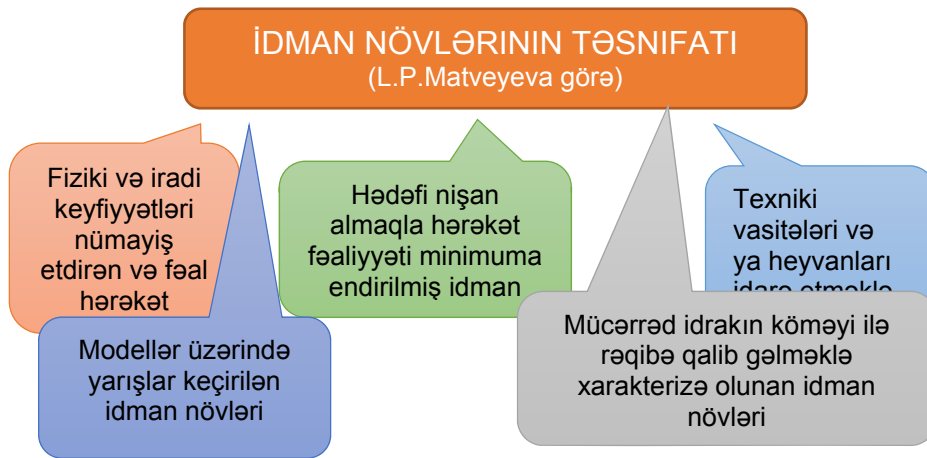 İDMAN NÖVLƏRININ TƏSNIFATI
(L.P.Matveyeva görə)
Fiziki və iradi
keyfiyyətləri
nümayiş
etdirən və fəal
hərəkət
Hədəfi nişan
almaqla hərəkət
fəaliyyəti minimuma
endirilmiş idman
Texniki
vasitələri və
ya heyvanları
idarə etməklə
Modellər üzərində
yarışlar keçirilən
idman növləri
Mücərrəd idrakın köməyi ilə
rəqibə qalib gəlməklə
xarakterizə olunan idman
növləri